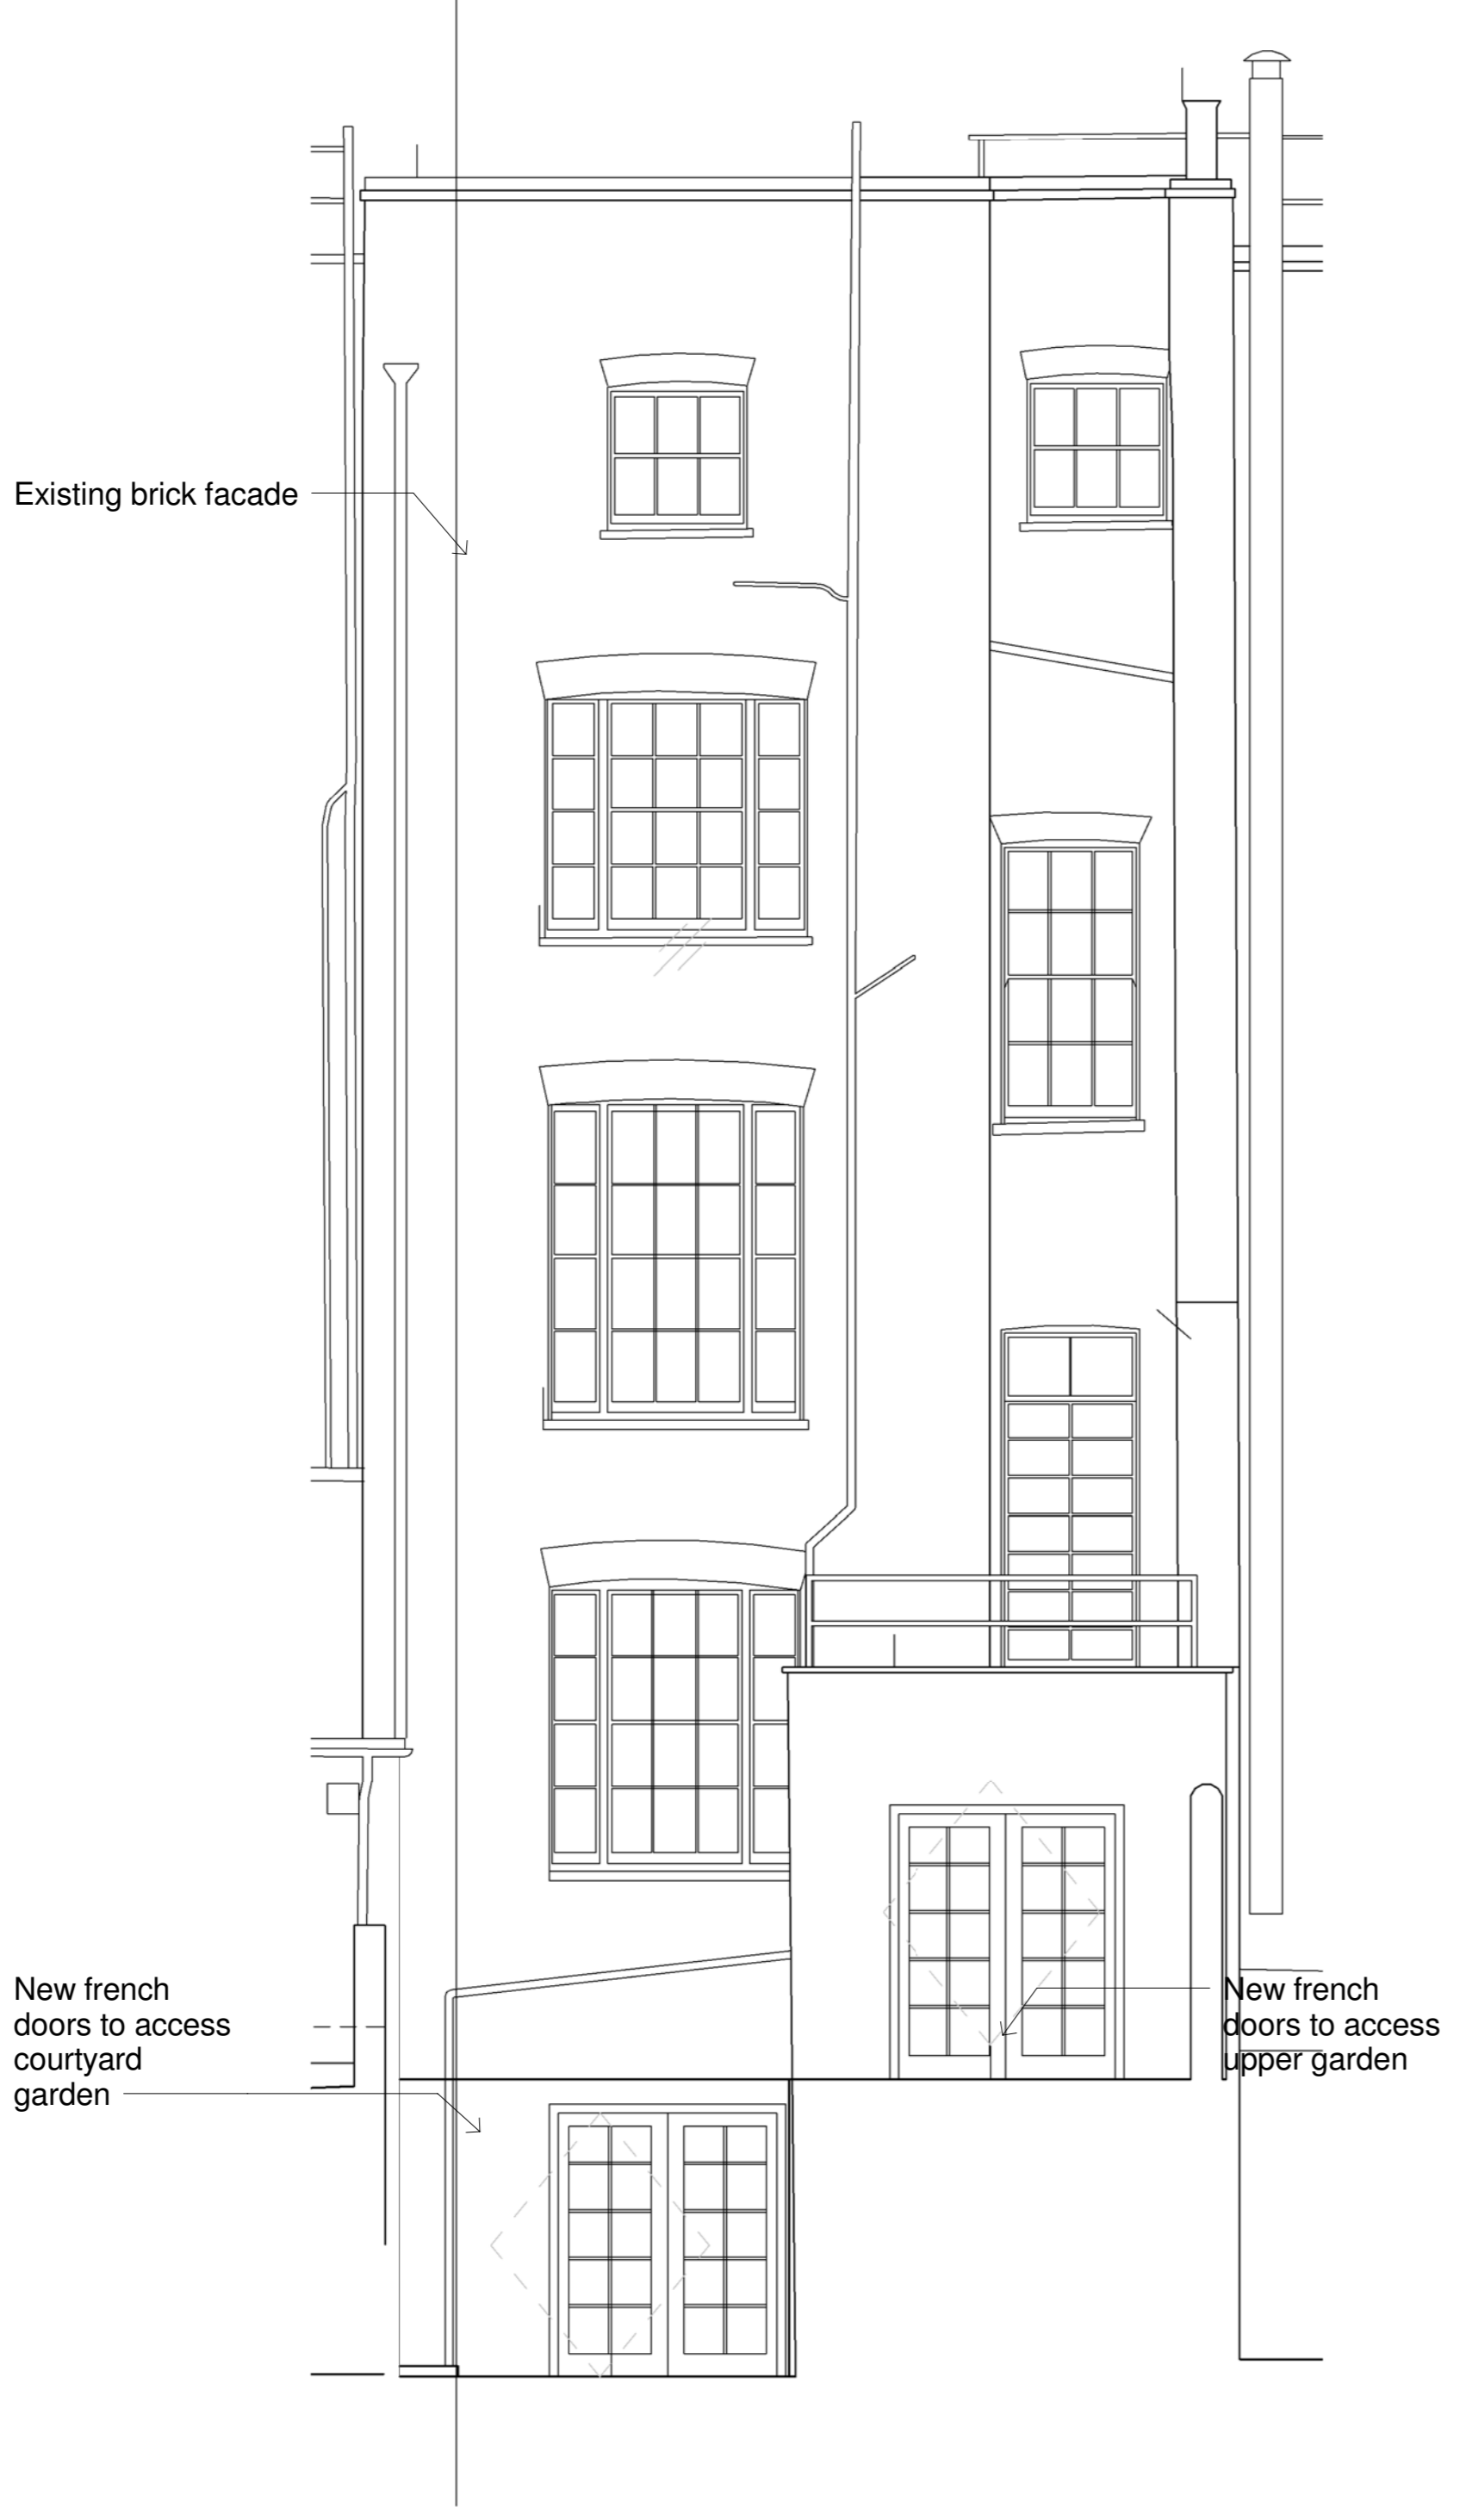 Existing brick facade
New french
doors to access
courtyard
garden
New french
doors to access
upper garden